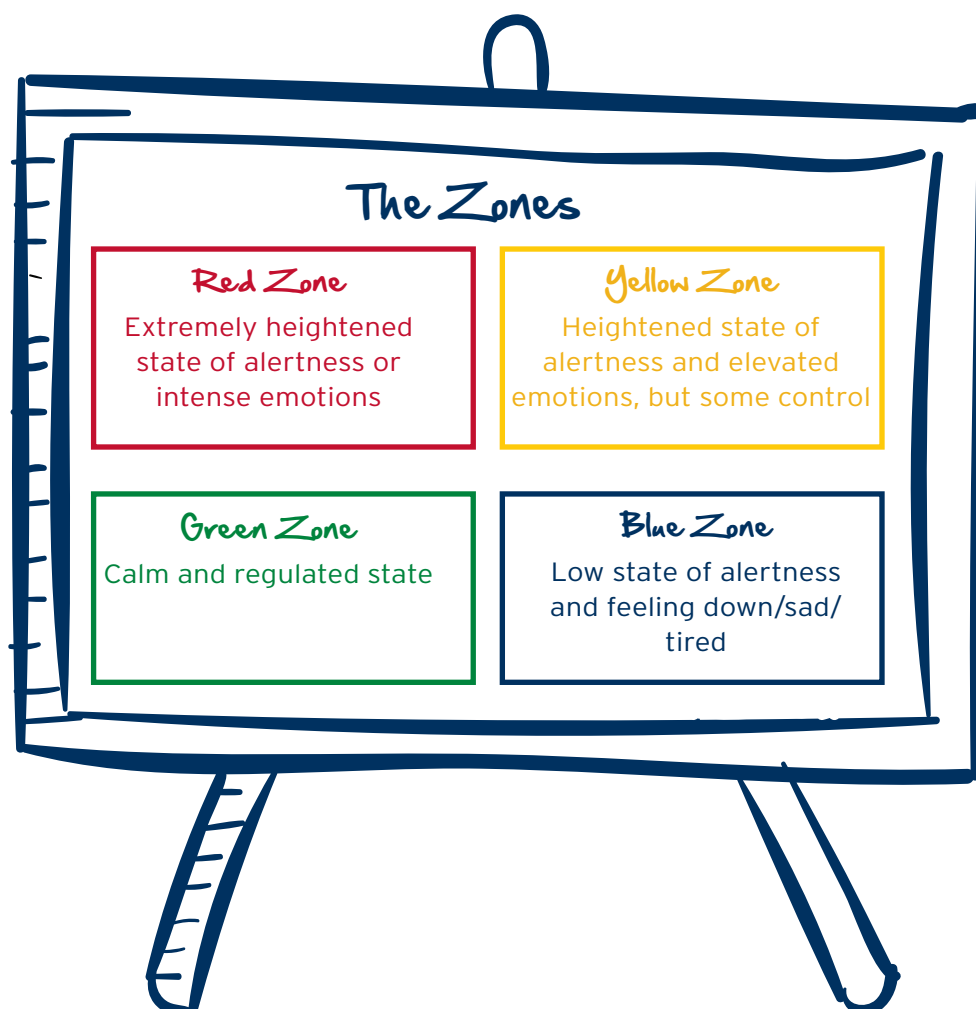 The Zones
Red Zone
Extremely heightened
state of alertness or
intense emotions
Yellow Zone
Heightened state of
alertness and elevated
emotions, but some control
Green Zone
Calm and regulated state
Blue Zone
Low state of alertness
and feeling down/sad/
tired